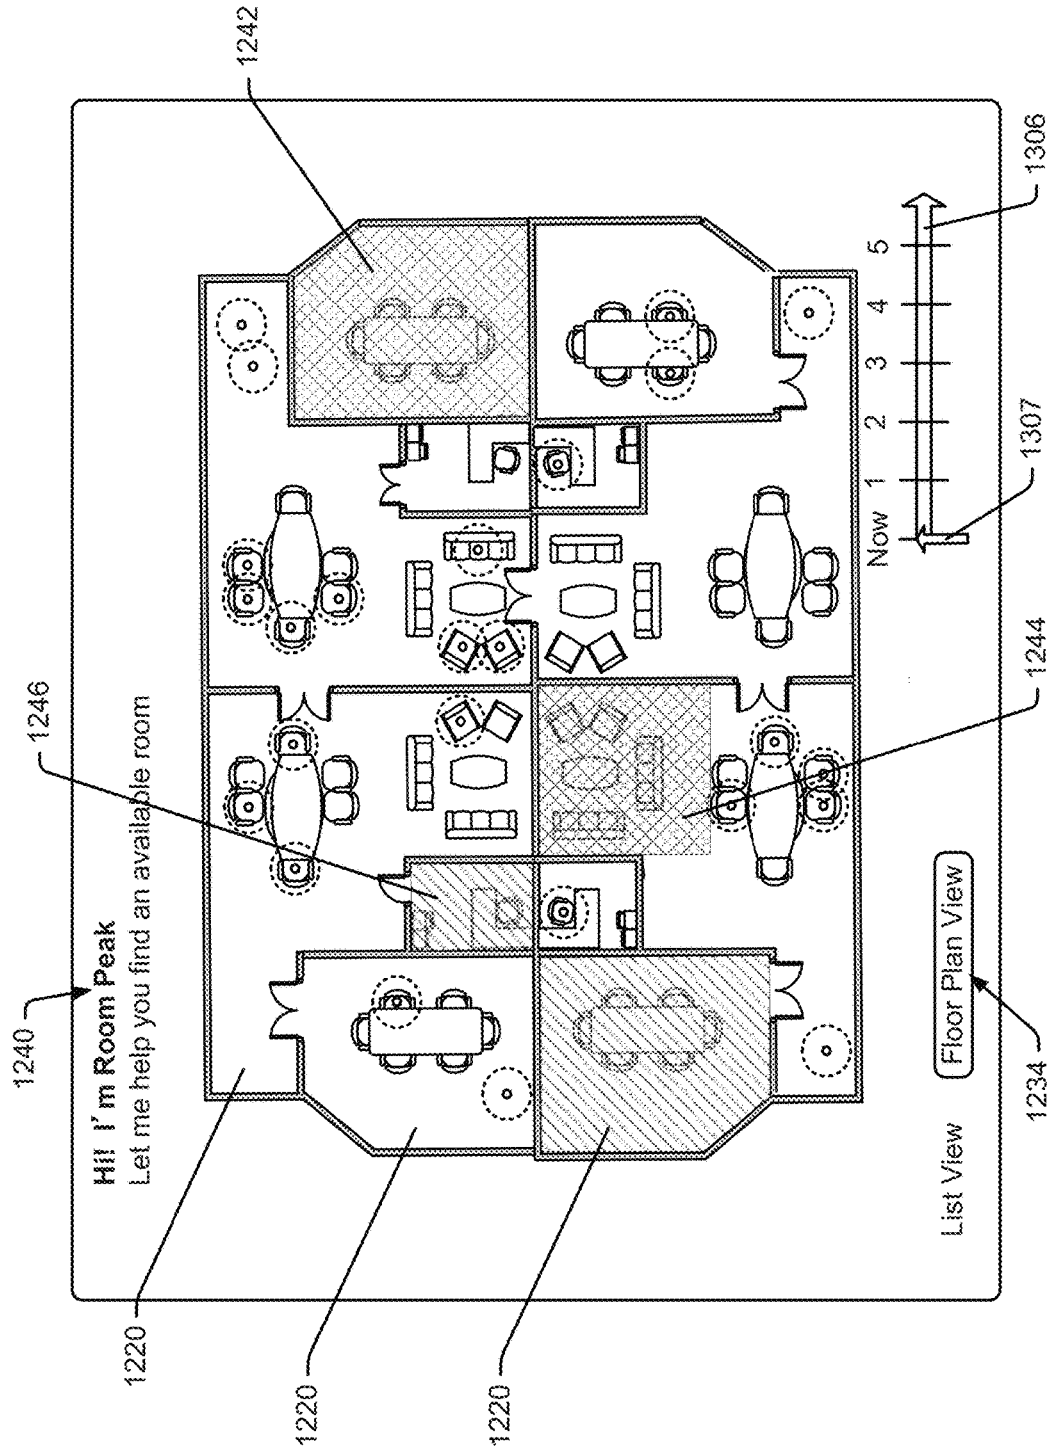 1240
Hi! I'm Room Peak
Let me help you find an available room
1246
1242
1220
1220
1220
List View
Floor Plan View
1234
1244
Now 1 2 3 4 5
1307
1306